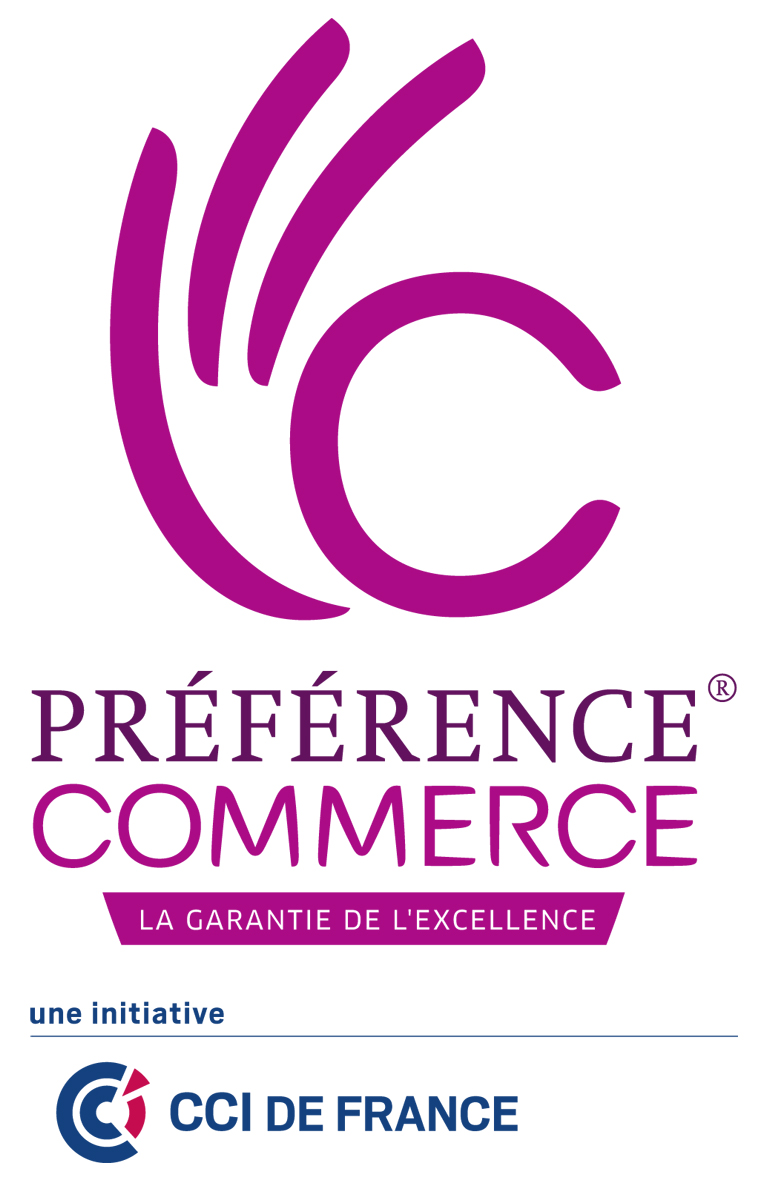 PRÉFÉRENCE®
COMMERCE
LA GARANTIE DE L'EXCELLENCE
une initiative
CCI DE FRANCE